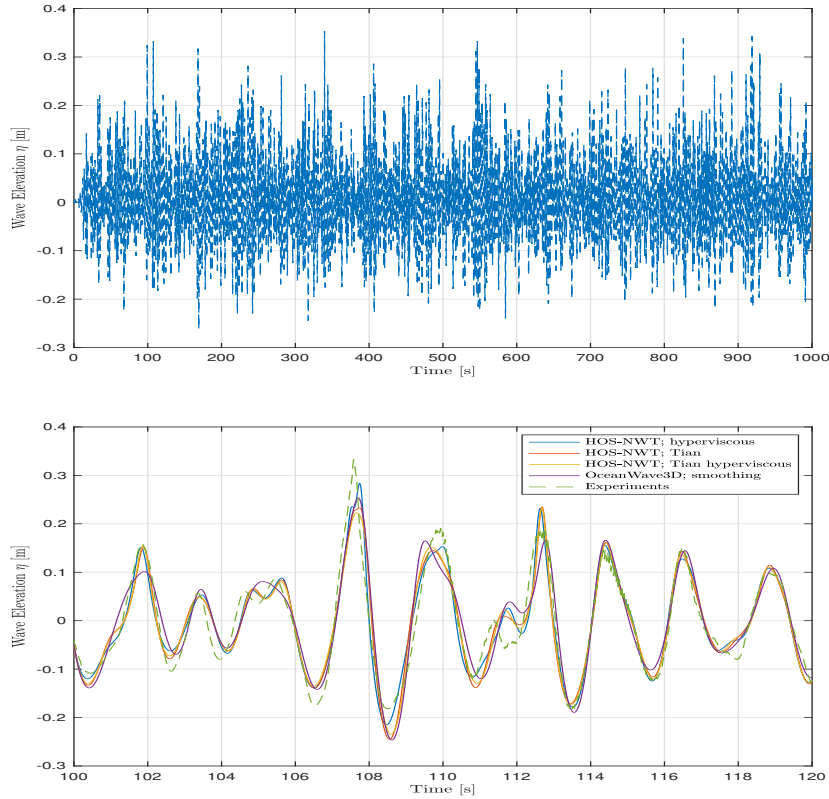 0.4
0.3
0.2
0.1
0
-0.1
-0.2
-0.3
Wave Elevation η [m]
0 100 200 300 400 500 600 700 800 900 1000
Time [s]
0.4
0.3
0.2
0.1
0
-0.1
-0.2
-0.3
Wave Elevation η [m]
HOS-NWT; hyperviscous
HOS-NWT; Tian
HOS-NWT; Tian hyperviscous
OceanWave3D; smoothing
Experiments
100 102 104 106 108 110 112 114 116 118 120
Time [s]